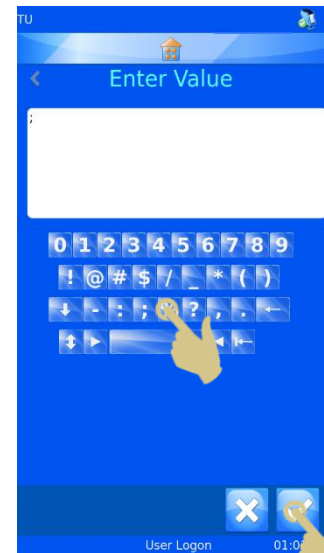 TU
Enter Value
;
0 1 2 3 4 5 6 7 8 9
! @ # $ / _ * ( )
- : ; ? , .
User Logon